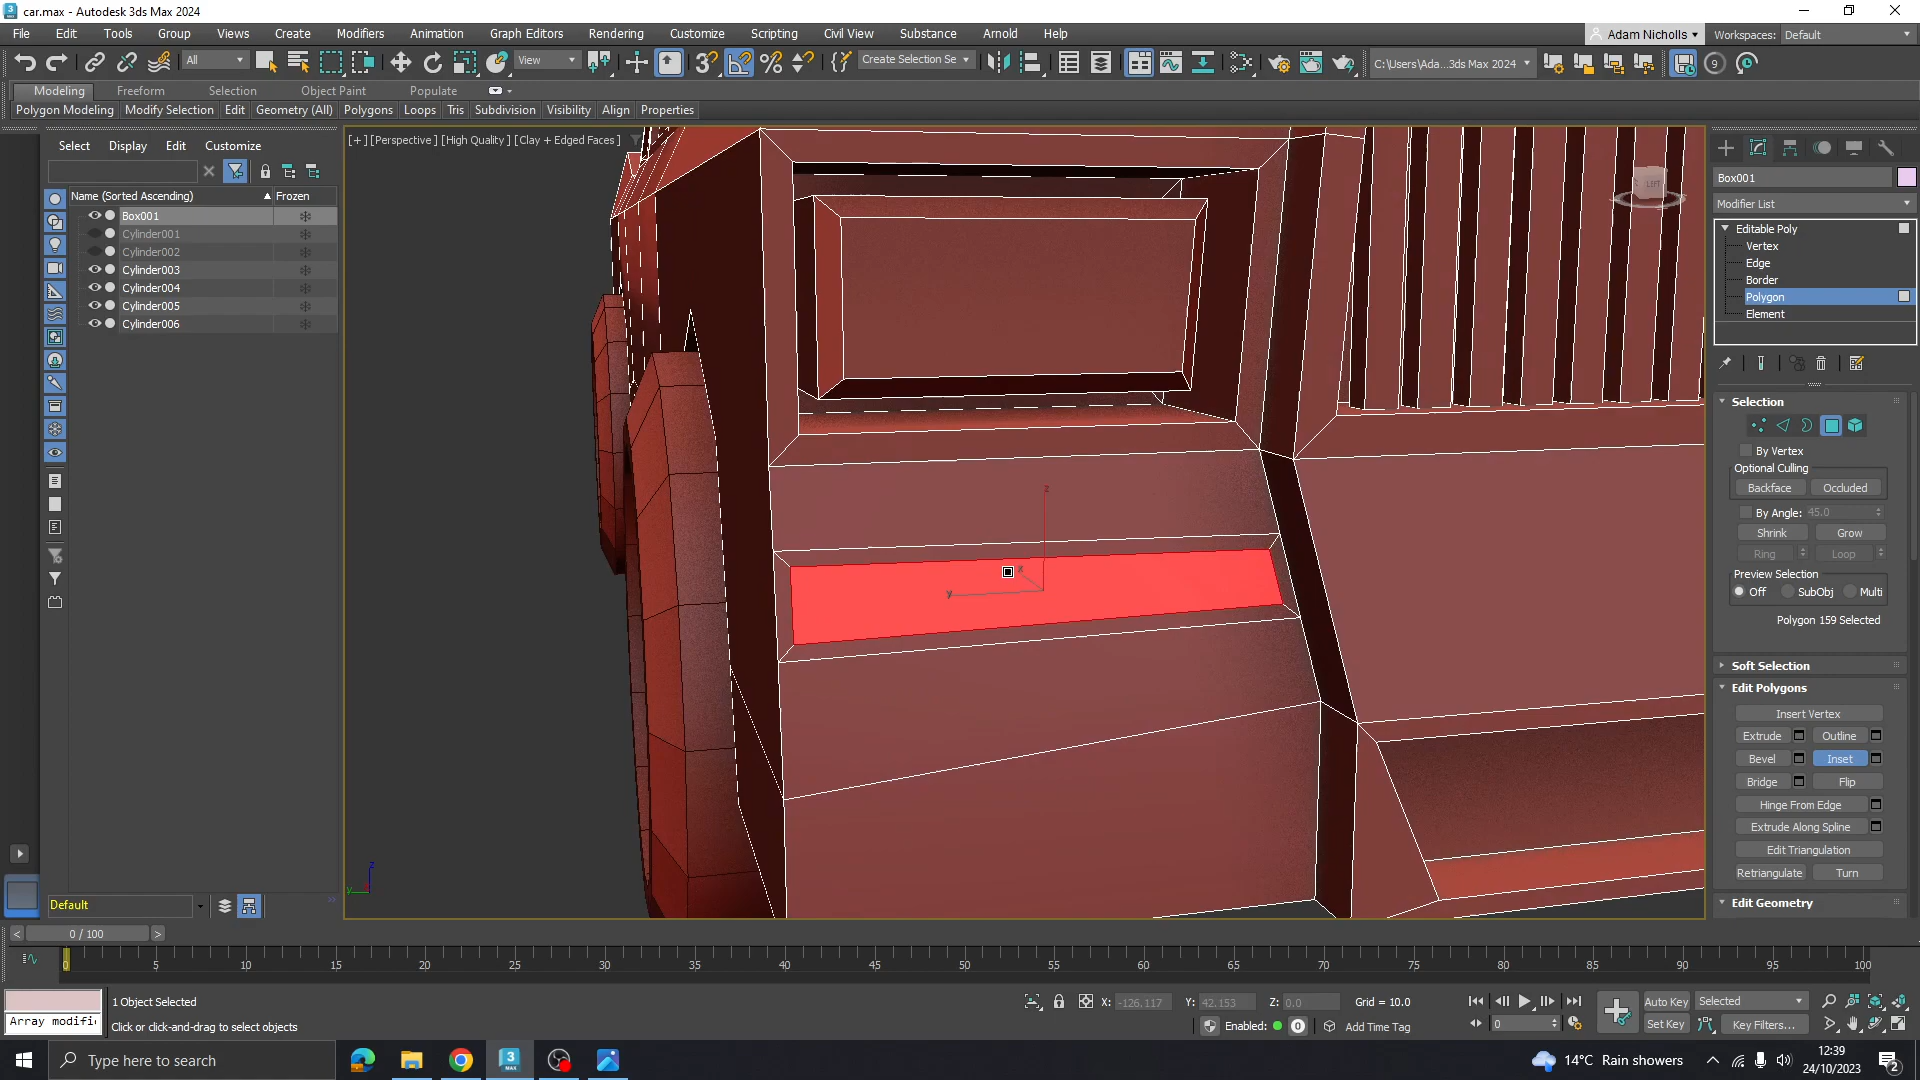 car.max - Autodesk 3ds Max 2024
File Edit Tools Group Views Create Modifiers Animation Graph Editors Rendering Customize Scripting Civil View Substance Arnold Help
Adam Nicholls
Workspaces: Default
All
View
Create Selection Se
C:\Users\Ada...3ds Max 2024
9
Modeling Freeform Selection Object Paint Populate
Polygon Modeling Modify Selection Edit Geometry (All) Polygons Loops Tris Subdivision Visibility Align Properties
Select Display Edit Customize
Name (Sorted Ascending) Frozen
Box001
Cylinder001
Cylinder002
Cylinder003
Cylinder004
Cylinder005
Cylinder006
Default
[+] [Perspective ] [High Quality ] [Clay + Edged Faces ]
LEFT
z
x
y
z
y
Box001
Modifier List
Editable Poly
Vertex
Edge
Border
Polygon
Element
Selection
By Vertex
Optional Culling
Backface Occluded
By Angle: 45.0
Shrink Grow
Ring Loop
Preview Selection
Off SubObj Multi
Polygon 159 Selected
Soft Selection
Edit Polygons
Insert Vertex
Extrude Outline
Bevel Inset
Bridge Flip
Hinge From Edge
Extrude Along Spline
Edit Triangulation
Retriangulate Turn
Edit Geometry
< 0 / 100 >
0 5 10 15 20 25 30 35 40 45 50 55 60 65 70 75 80 85 90 95 100
1 Object Selected
Array modifi
Click or click-and-drag to select objects
X: -126.117 Y: 42.153 Z: 0.0 Grid = 10.0
Enabled: 0 Add Time Tag
0
Auto Key Selected
Set Key Key Filters...
Type here to search
3
MAX
14°C Rain showers
12:39
24/10/2023
2